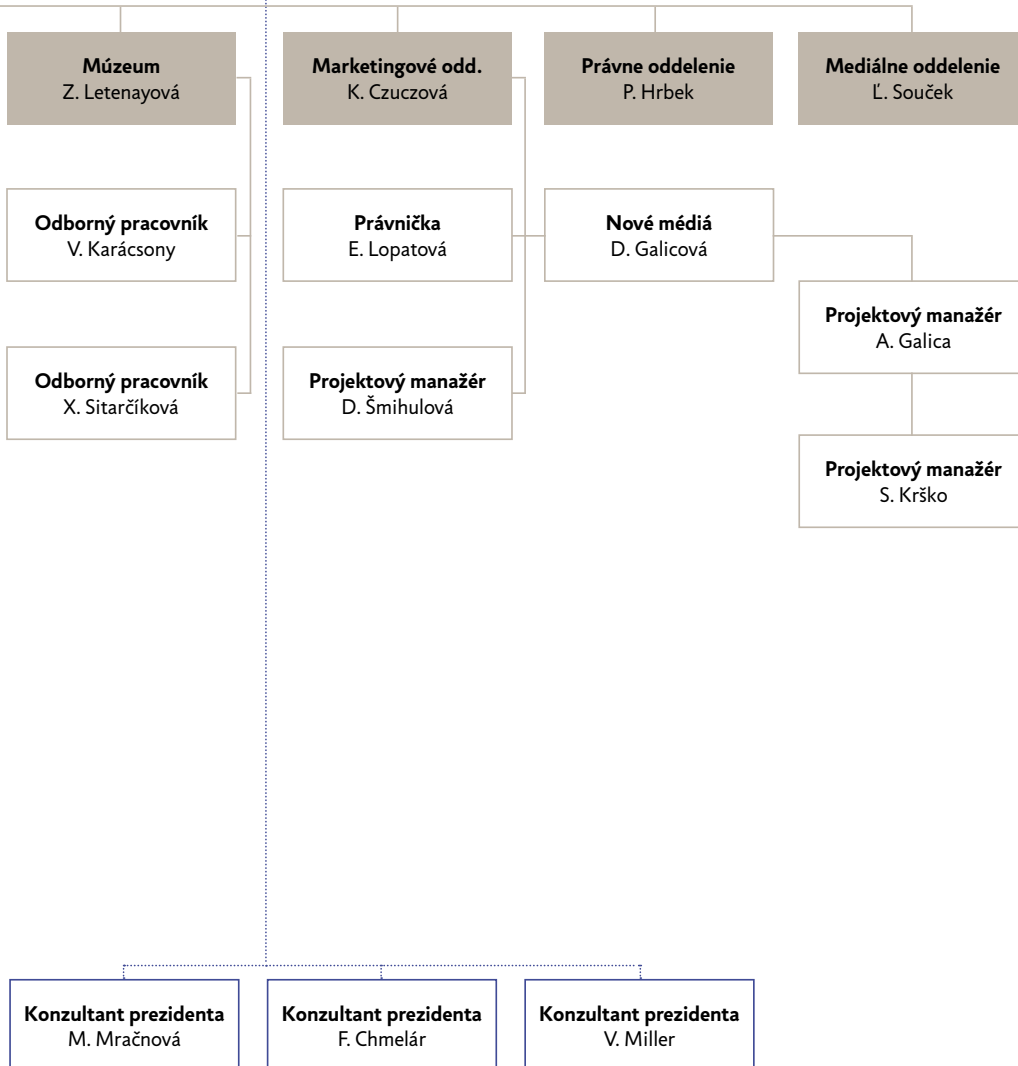 Múzeum
Z. Letenayová
Marketingové odd.
K. Czuczová
Právne oddelenie
P. Hrbek
Mediálne oddelenie
Ľ. Souček
Odborný pracovník
V. Karácsony
Právnička
E. Lopatová
Nové médiá
D. Galicová
Projektový manažér
A. Galica
Odborný pracovník
X. Sitarčíková
Projektový manažér
D. Šmihulová
Projektový manažér
S. Krško
Konzultant prezidenta
M. Mračnová
Konzultant prezidenta
F. Chmelár
Konzultant prezidenta
V. Miller